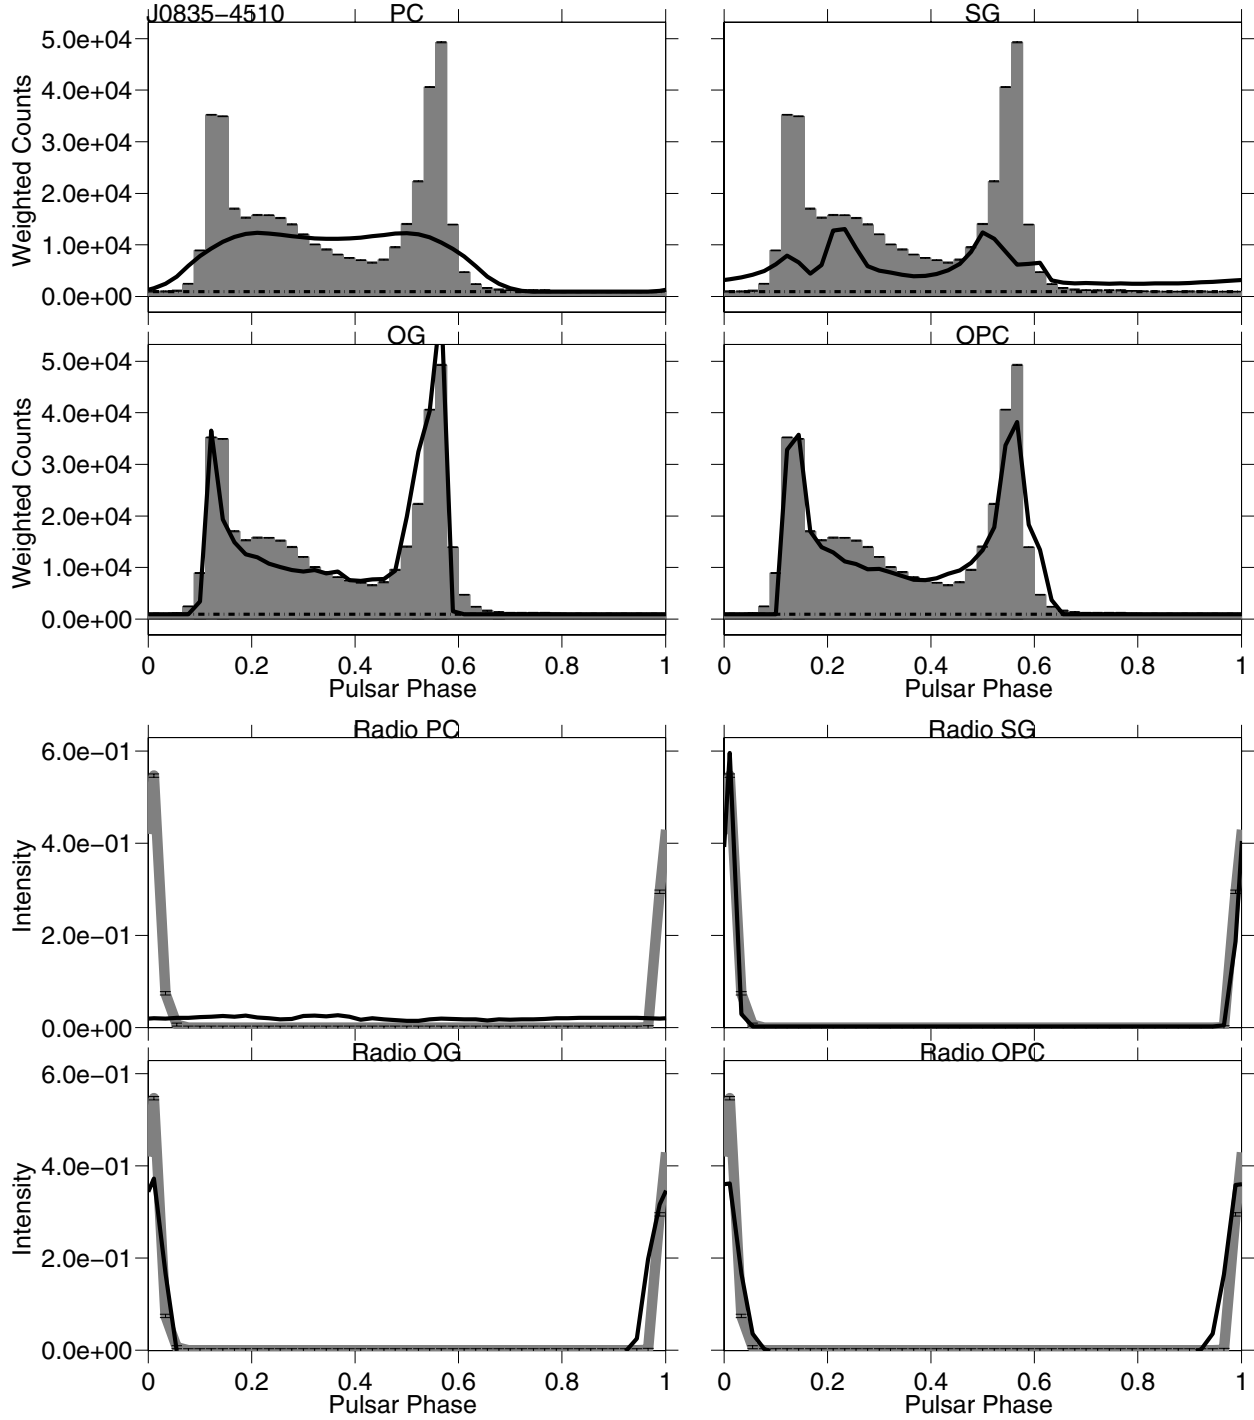 J0835−4510 PC SG
5.0e+04
4.0e+04
3.0e+04
2.0e+04
1.0e+04
0.0e+00
Weighted Counts
OG OPC
5.0e+04
4.0e+04
3.0e+04
2.0e+04
1.0e+04
0.0e+00
Weighted Counts
0 0.2 0.4 0.6 0.8 1 0 0.2 0.4 0.6 0.8 1
Pulsar Phase Pulsar Phase
Radio PC Radio SG
6.0e−01
4.0e−01
2.0e−01
0.0e+00
Intensity
Radio OG Radio OPC
6.0e−01
4.0e−01
2.0e−01
0.0e+00
Intensity
0 0.2 0.4 0.6 0.8 1 0 0.2 0.4 0.6 0.8 1
Pulsar Phase Pulsar Phase